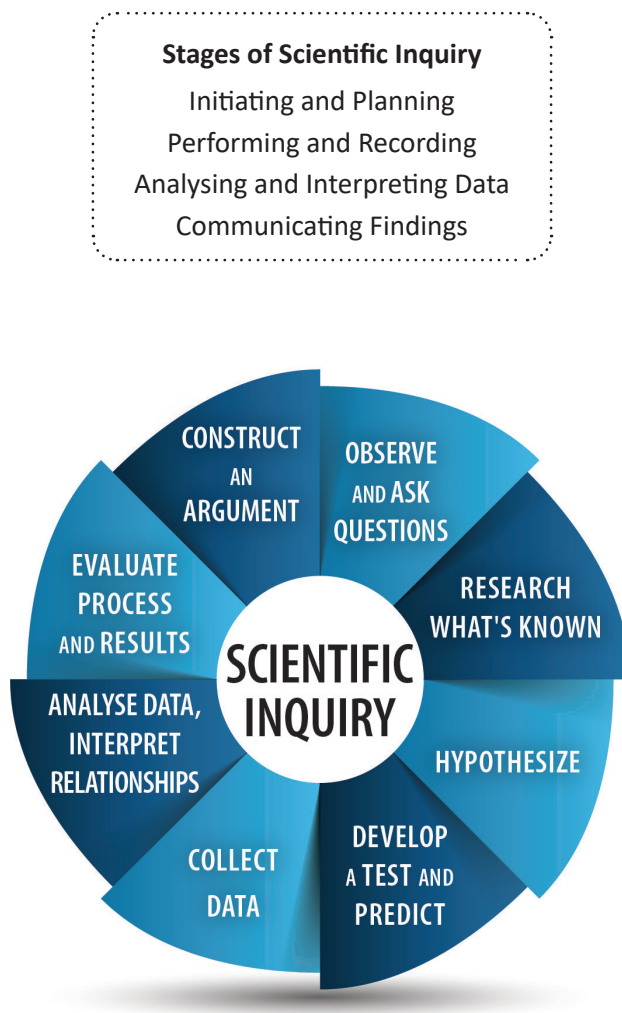 Stages of Scientific Inquiry
Initiating and Planning
Performing and Recording
Analysing and Interpreting Data
Communicating Findings
CONSTRUCT
AN
ARGUMENT
OBSERVE
AND ASK
QUESTIONS
RESEARCH
WHAT'S KNOWN
HYPOTHESIZE
DEVELOP
A TEST AND
PREDICT
COLLECT
DATA
ANALYSE DATA,
INTERPRET
RELATIONSHIPS
EVALUATE
PROCESS
AND RESULTS
SCIENTIFIC
INQUIRY